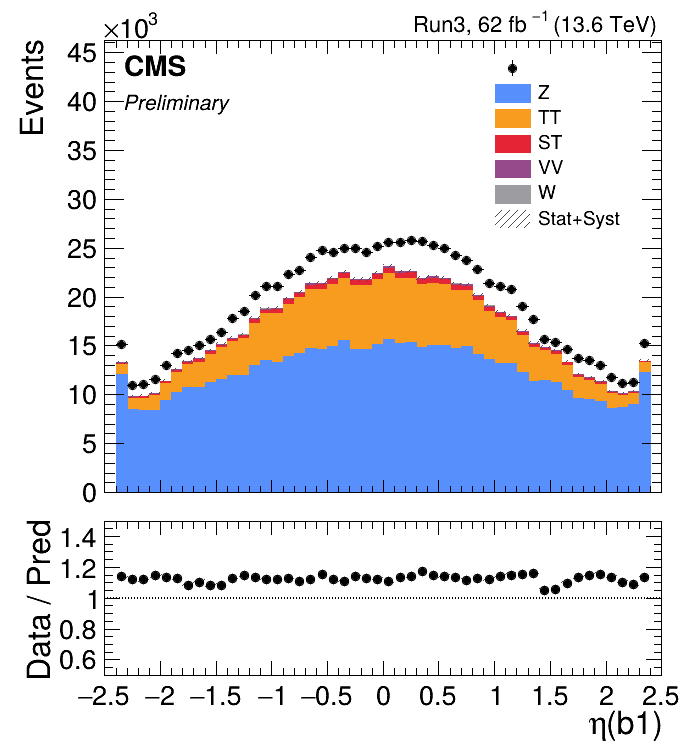 ×10³
Run3, 62 fb⁻¹ (13.6 TeV)
Events
45
40
35
30
25
20
15
10
5
0
CMS
Preliminary
Z
TT
ST
VV
W
Stat+Syst
Data / Pred
1.4
1.2
1
0.8
0.6
−2.5 −2 −1.5 −1 −0.5 0 0.5 1 1.5 2 2.5
η(b1)